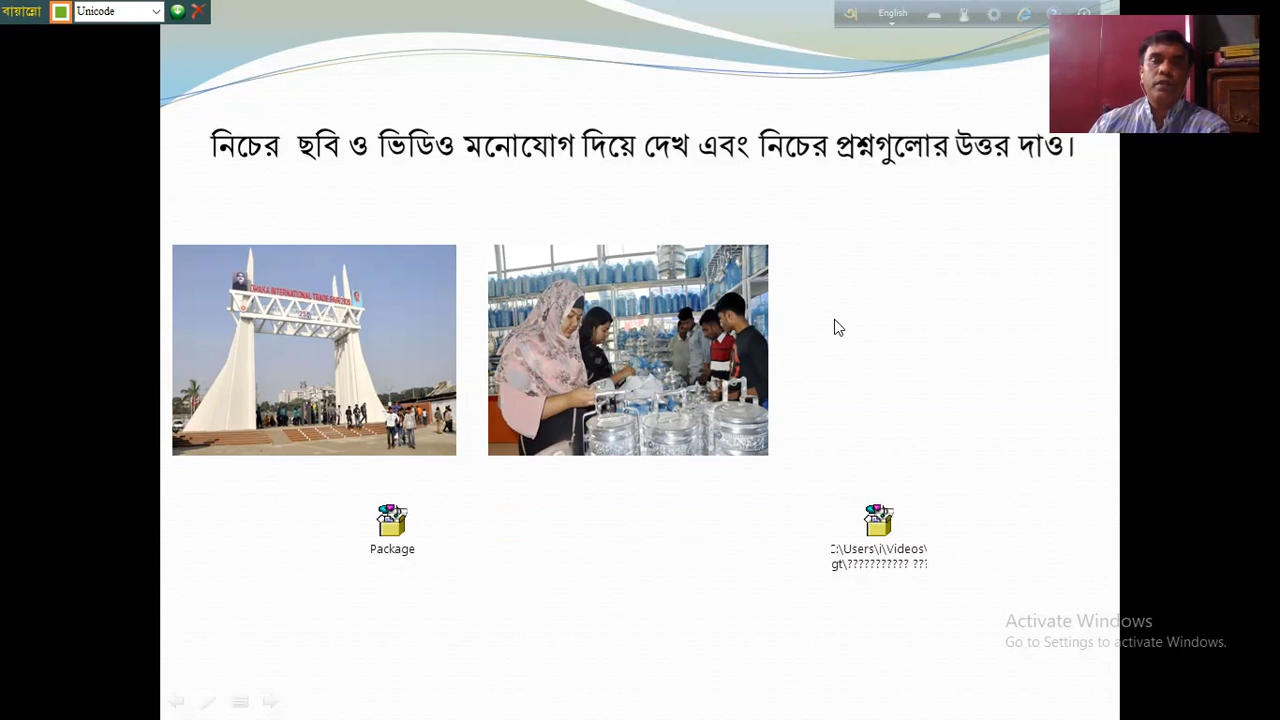 বায়ান্নো Unicode
English
নিচের ছবি ও ভিডিও মনোযোগ দিয়ে দেখ এবং নিচের প্রশ্নগুলোর উত্তর দাও।
DHAKA INTERNATIONAL TRADE FAIR
Package
C:\Users\i\Videos\
gt\??????????? ???
Activate Windows
Go to Settings to activate Windows.